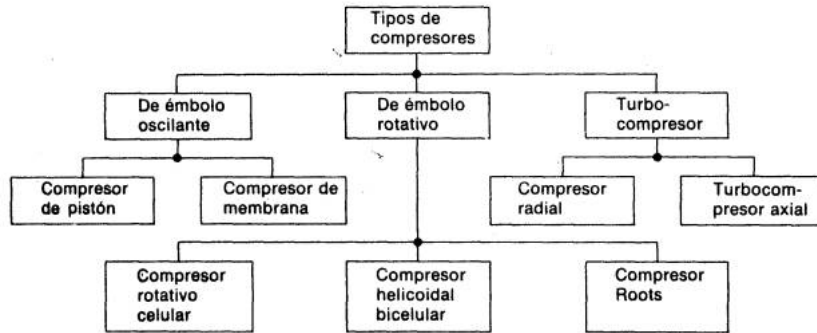 Tipos de
compresores
De émbolo
oscilante
De émbolo
rotativo
Turbo-
compresor
Compresor
de pistón
Compresor de
membrana
Compresor
radial
Turbocom-
presor axial
Compresor
rotativo
celular
Compresor
helicoidal
bicelular
Compresor
Roots